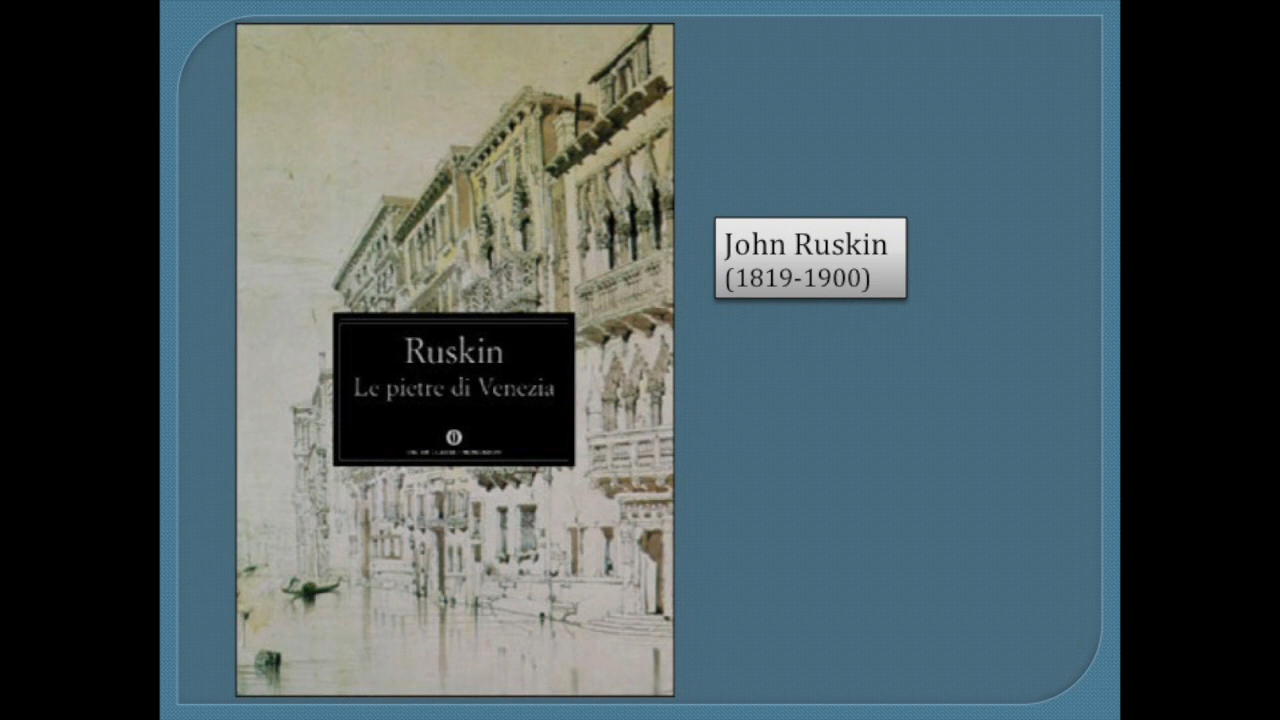 Ruskin
Le pietre di Venezia
John Ruskin
(1819-1900)